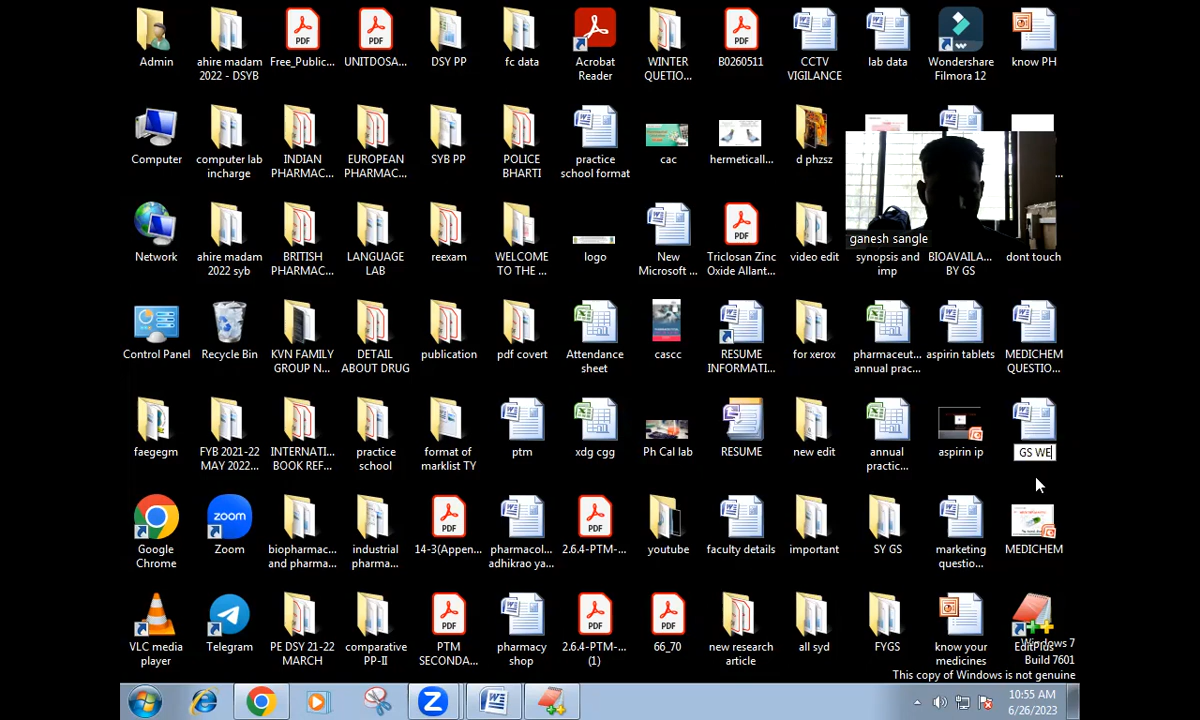 Admin
ahire madam
2022 - DSYB
Free_Public...
UNITDOSA...
DSY PP
fc data
Acrobat
Reader
WINTER
QUETIO...
B0260511
CCTV
VIGILANCE
lab data
Wondershare
Filmora 12
know PH
Computer
computer lab
incharge
INDIAN
PHARMAC...
EUROPEAN
PHARMAC...
SYB PP
POLICE
BHARTI
practice
school format
cac
hermeticall...
d phzsz
ganesh sangle
Network
ahire madam
2022 syb
BRITISH
PHARMAC...
LANGUAGE
LAB
reexam
WELCOME
TO THE ...
logo
New
Microsoft ...
Triclosan Zinc
Oxide Allant...
video edit
synopsis and
imp
BIOAVAILA...
BY GS
dont touch
Control Panel
Recycle Bin
KVN FAMILY
GROUP N...
DETAIL
ABOUT DRUG
publication
pdf covert
Attendance
sheet
cascc
RESUME
INFORMATI...
for xerox
pharmaceut...
annual prac...
aspirin tablets
MEDICHEM
QUESTIO...
faegegm
FYB 2021-22
MAY 2022...
INTERNATI...
BOOK REF...
practice
school
format of
marklist TY
ptm
xdg cgg
Ph Cal lab
RESUME
new edit
annual
practic...
aspirin ip
GS WE
Google
Chrome
zoom
Zoom
biopharmac...
and pharma...
industrial
pharma...
14-3(Appen...
pharmacol...
adhikrao ya...
2.6.4-PTM-...
youtube
faculty details
important
SY GS
marketing
questio...
MEDICHEM
VLC media
player
Telegram
PE DSY 21-22
MARCH
comparative
PP-II
PTM
SECONDA...
pharmacy
shop
2.6.4-PTM-...
(1)
66_70
new research
article
all syd
FYGS
know your
medicines
EditPlus
Windows 7
Build 7601
This copy of Windows is not genuine
10:55 AM
6/26/2023